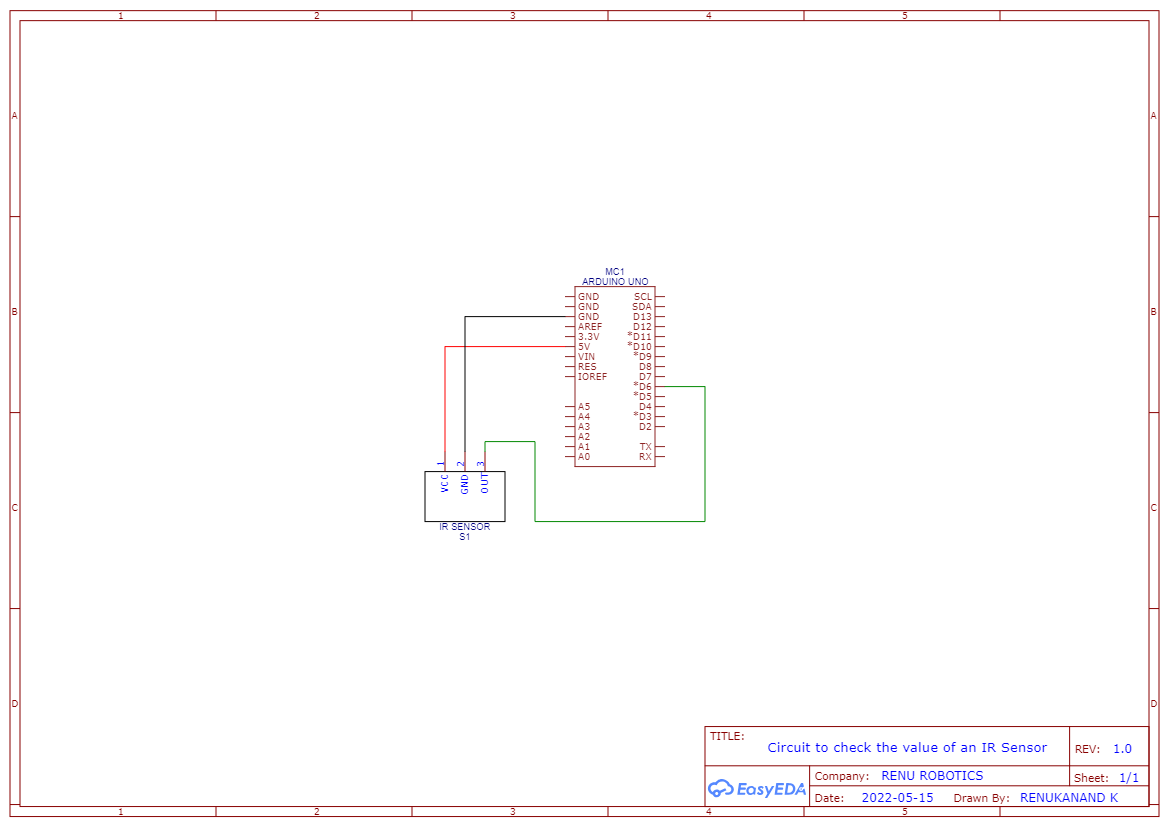 1 2 3 4 5
A A
B B
C C
D D
MC1
ARDUINO UNO
GND SCL
GND SDA
GND D13
AREF D12
3.3V *D11
5V *D10
VIN *D9
RES D8
IOREF D7
*D6
*D5
A5 D4
A4 *D3
A3 D2
A2
A1 TX
A0 RX
1 2 3
VCC GND OUT
IR SENSOR
S1
TITLE:
Circuit to check the value of an IR Sensor
REV: 1.0
EasyEDA
Company: RENU ROBOTICS
Sheet: 1/1
Date: 2022-05-15 Drawn By: RENUKANAND K
1 2 3 4 5